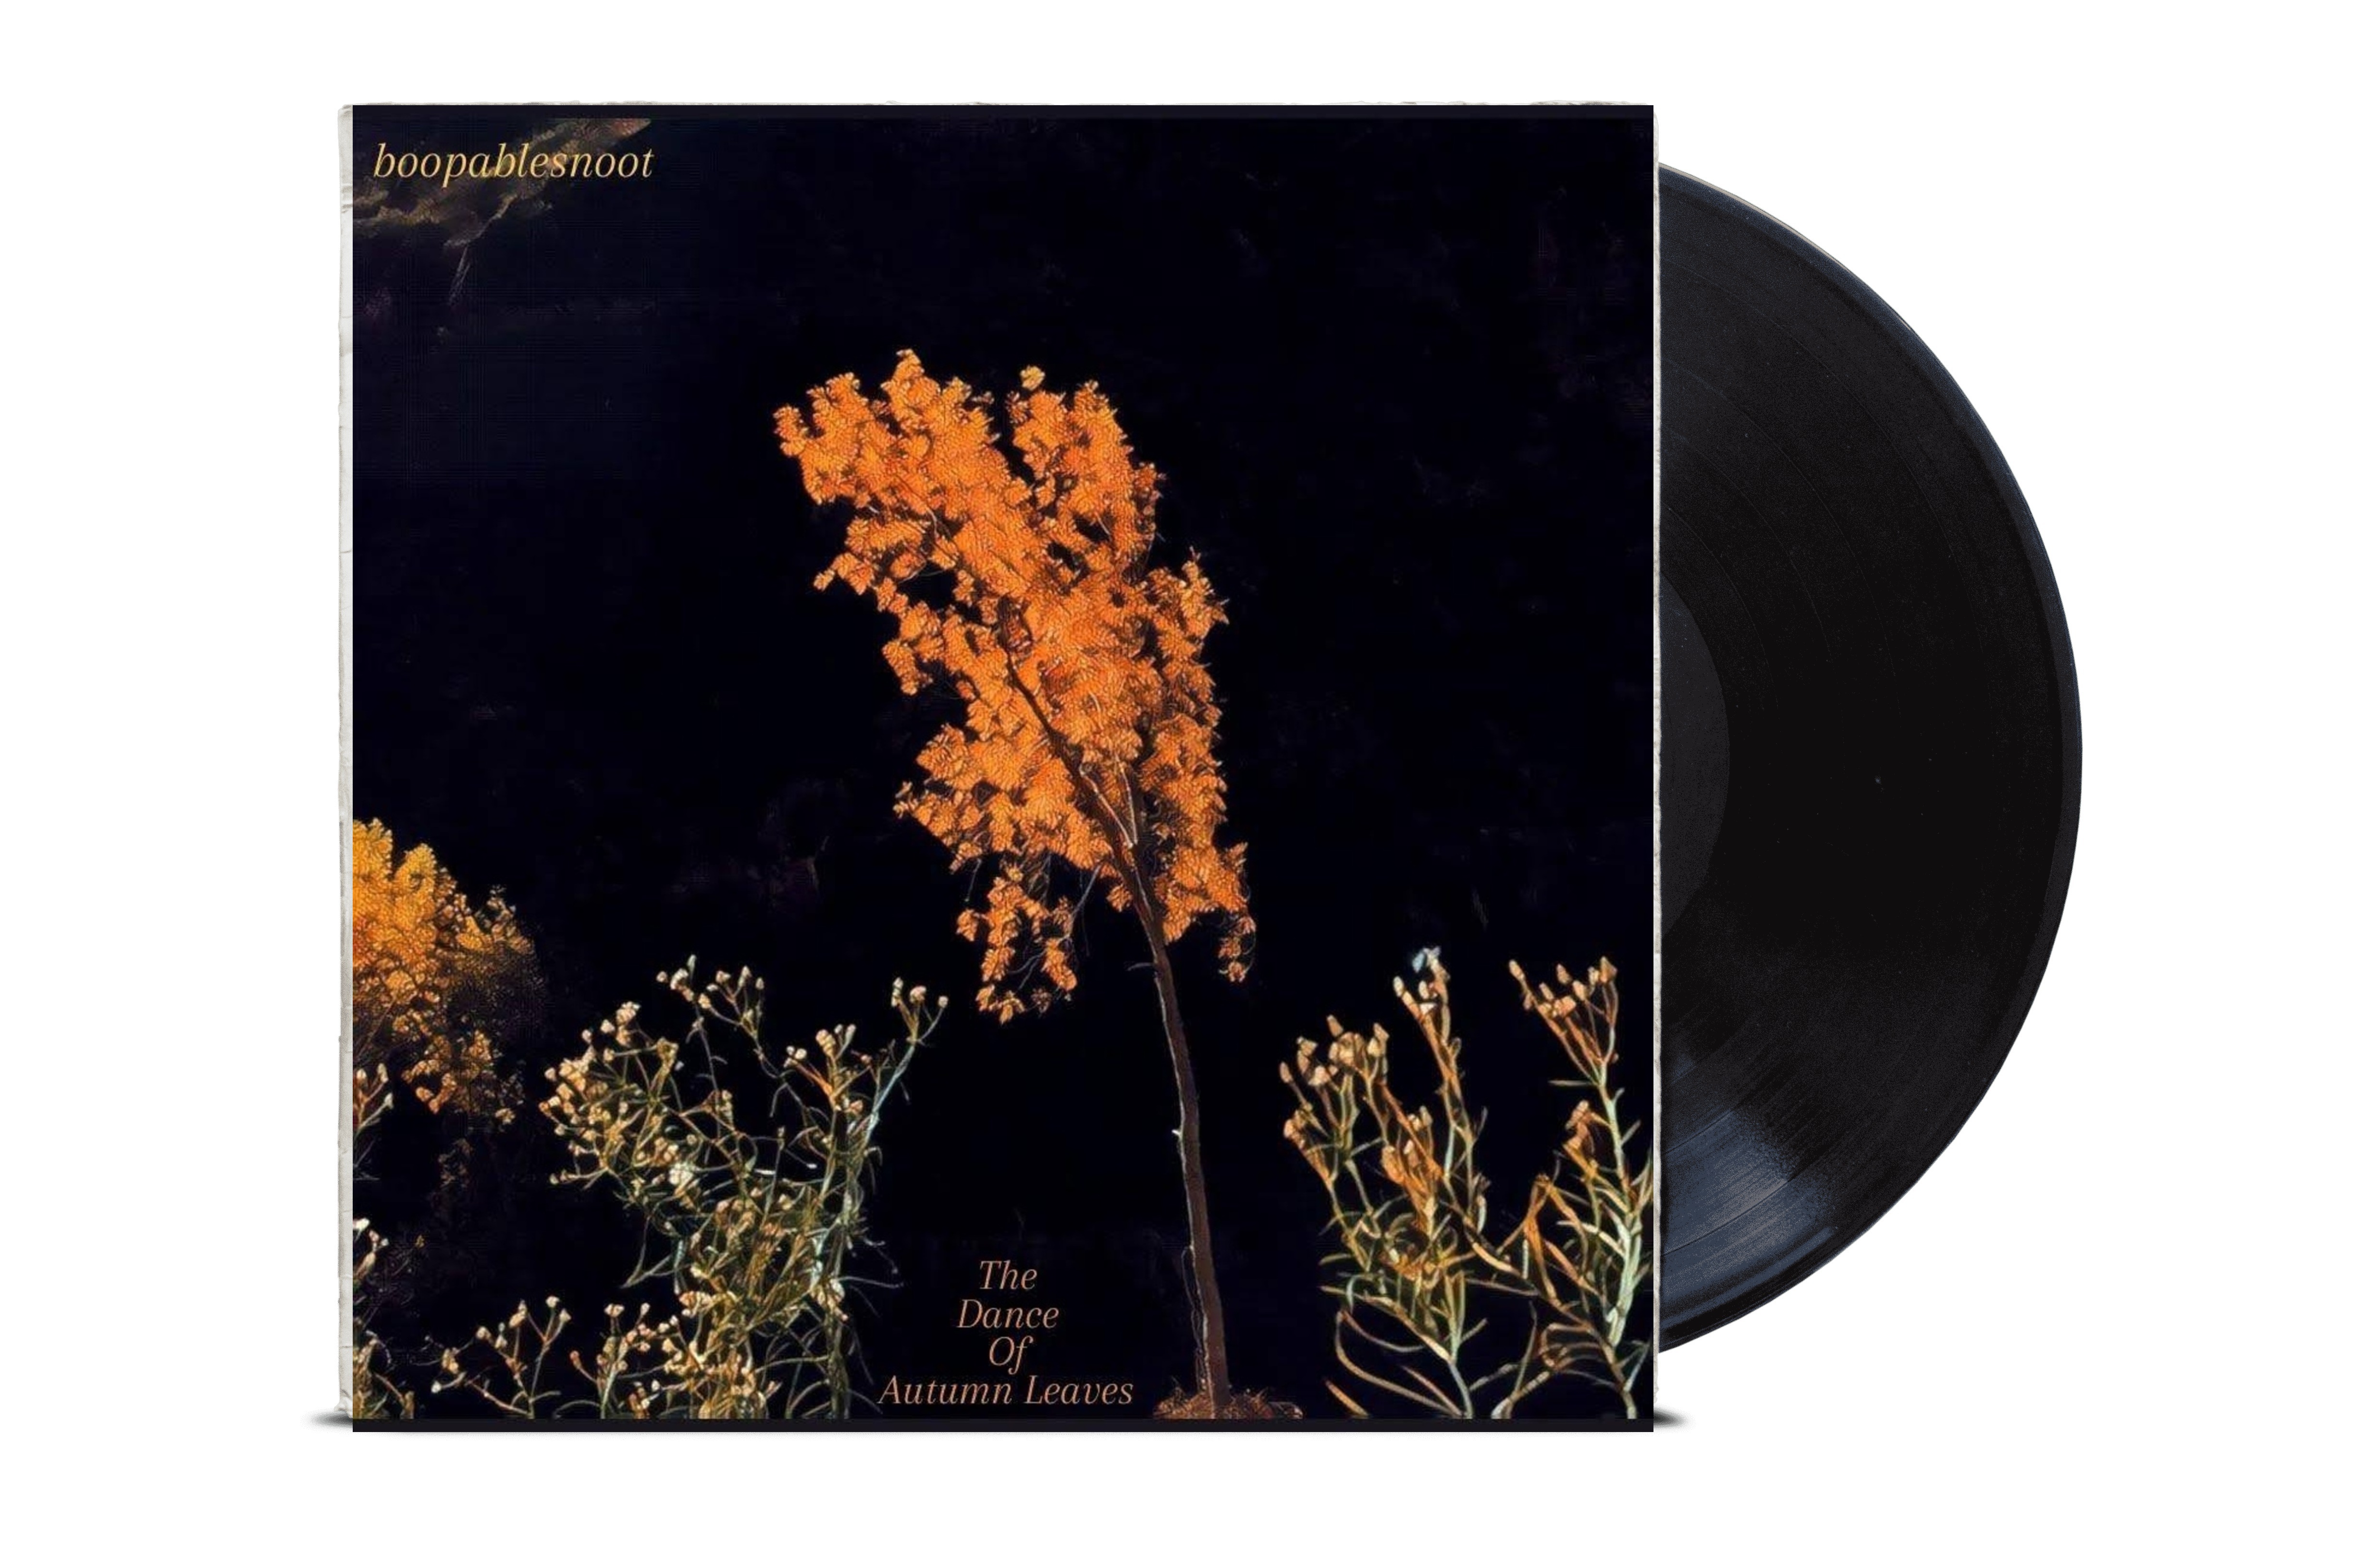 boopablesnoot
The
Dance
Of
Autumn Leaves